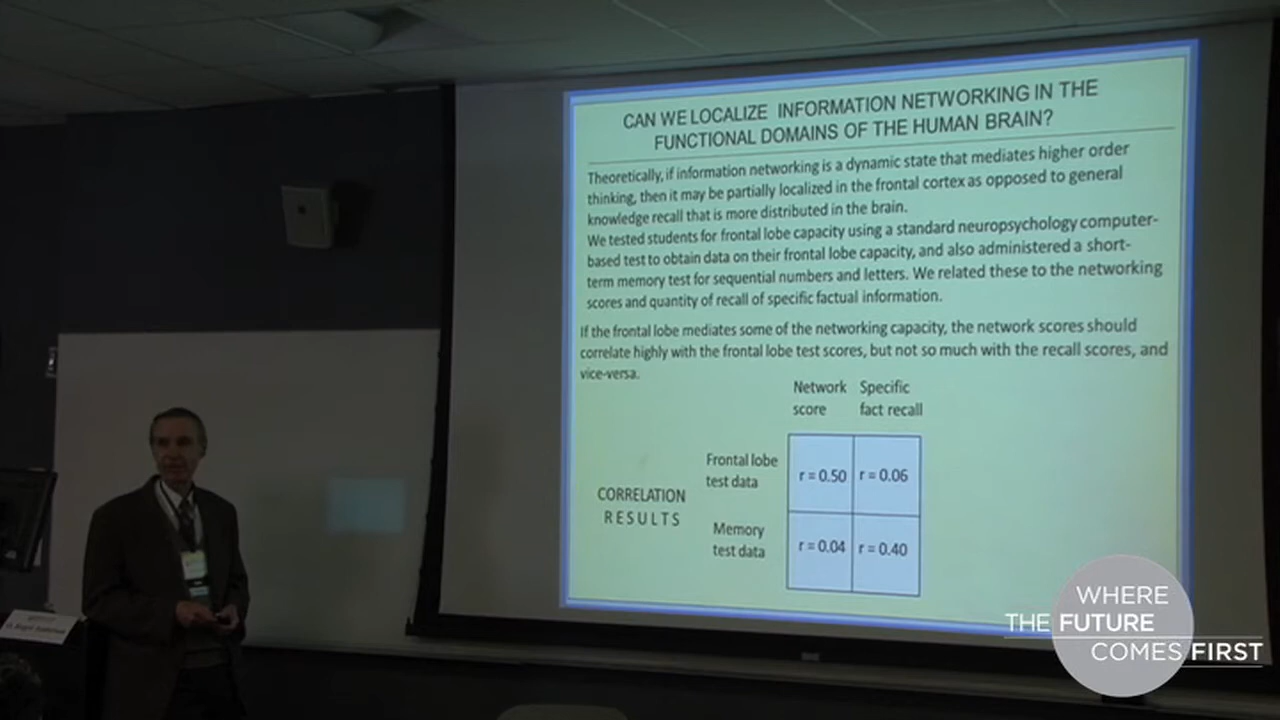 CAN WE LOCALIZE INFORMATION NETWORKING IN THE
FUNCTIONAL DOMAINS OF THE HUMAN BRAIN?
Theoretically, if information networking is a dynamic state that mediates higher order
thinking, then it may be partially localized in the frontal cortex as opposed to general
knowledge recall that is more distributed in the brain.
We tested students for frontal lobe capacity using a standard neuropsychology computer-
based test to obtain data on their frontal lobe capacity, and also administered a short-
term memory test for sequential numbers and letters. We related these to the networking
scores and quantity of recall of specific factual information.
If the frontal lobe mediates some of the networking capacity, the network scores should
correlate highly with the frontal lobe test scores, but not so much with the recall scores, and
vice-versa.
Network Specific
score fact recall
Frontal lobe
test data
r = 0.50 r = 0.06
CORRELATION
RESULTS
Memory
test data
r = 0.04 r = 0.40
WHERE
THE FUTURE
COMES FIRST